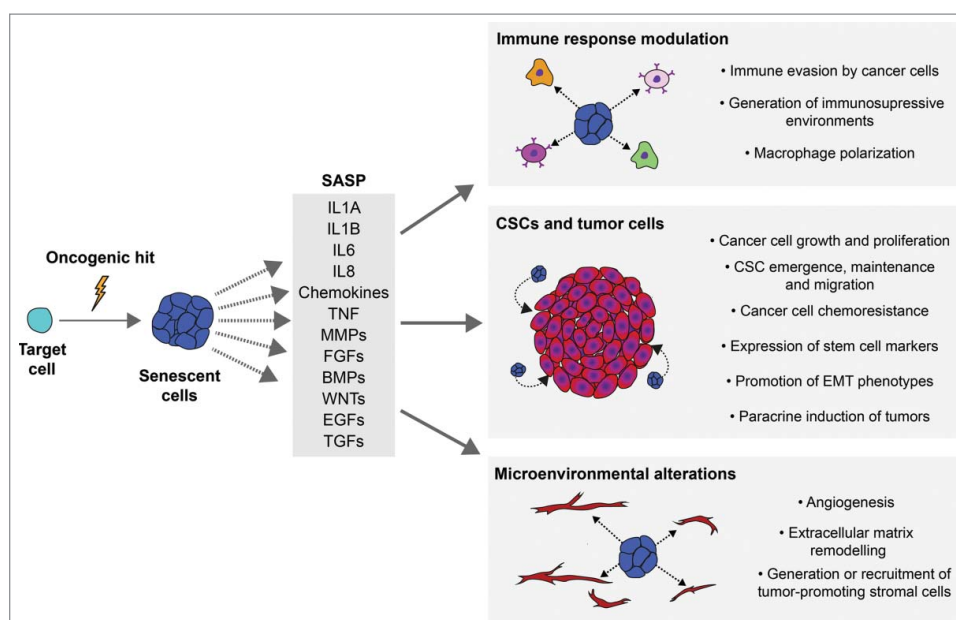 Oncogenic hit
Target
cell
Senescent
cells
SASP
IL1A
IL1B
IL6
IL8
Chemokines
TNF
MMPs
FGFs
BMPs
WNTs
EGFs
TGFs
Immune response modulation
• Immune evasion by cancer cells
• Generation of immunosupressive
environments
• Macrophage polarization
CSCs and tumor cells
• Cancer cell growth and proliferation
• CSC emergence, maintenance
and migration
• Cancer cell chemoresistance
• Expression of stem cell markers
• Promotion of EMT phenotypes
• Paracrine induction of tumors
Microenvironmental alterations
• Angiogenesis
• Extracellular matrix
remodelling
• Generation or recruitment of
tumor-promoting stromal cells